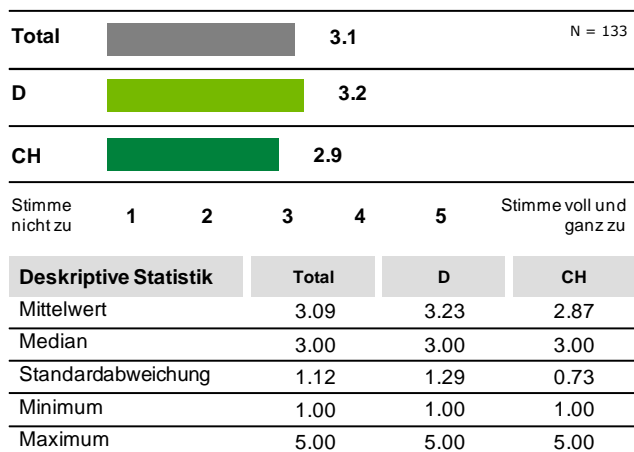 Total 3.1 N = 133
D 3.2
CH 2.9
Stimme nicht zu 1 2 3 4 5 Stimme voll und ganz zu
Deskriptive Statistik Total D CH
Mittelwert 3.09 3.23 2.87
Median 3.00 3.00 3.00
Standardabweichung 1.12 1.29 0.73
Minimum 1.00 1.00 1.00
Maximum 5.00 5.00 5.00